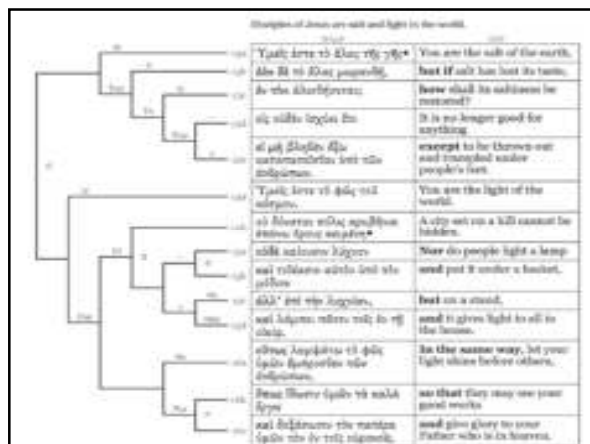 Disciples of Jesus are salt and light in the world.
Ὑμεῖς ἐστε τὸ ἅλας τῆς γῆς•
You are the salt of the earth,
ἐὰν δὲ τὸ ἅλας μωρανθῇ,
but if salt has lost its taste,
ἐν τίνι ἁλισθήσεται;
how shall its saltiness be
restored?
εἰς οὐδὲν ἰσχύει ἔτι
It is no longer good for
anything
εἰ μὴ βληθὲν ἔξω
καταπατεῖσθαι ὑπὸ τῶν
ἀνθρώπων.
except to be thrown out
and trampled under
people's feet.
Ὑμεῖς ἐστε τὸ φῶς τοῦ
κόσμου.
You are the light of the
world.
οὐ δύναται πόλις κρυβῆναι
ἐπάνω ὄρους κειμένη•
A city set on a hill cannot be
hidden.
οὐδὲ καίουσιν λύχνον
Nor do people light a lamp
καὶ τιθέασιν αὐτὸν ὑπὸ τὸν
μόδιον
and put it under a basket,
ἀλλ' ἐπὶ τὴν λυχνίαν,
but on a stand,
καὶ λάμπει πᾶσιν τοῖς ἐν τῇ
οἰκίᾳ.
and it gives light to all in
the house.
οὕτως λαμψάτω τὸ φῶς
ὑμῶν ἔμπροσθεν τῶν
ἀνθρώπων,
In the same way, let your
light shine before others,
ὅπως ἴδωσιν ὑμῶν τὰ καλὰ
ἔργα
so that they may see your
good works
καὶ δοξάσωσιν τὸν πατέρα
ὑμῶν τὸν ἐν τοῖς οὐρανοῖς.
and give glory to your
Father who is in heaven.